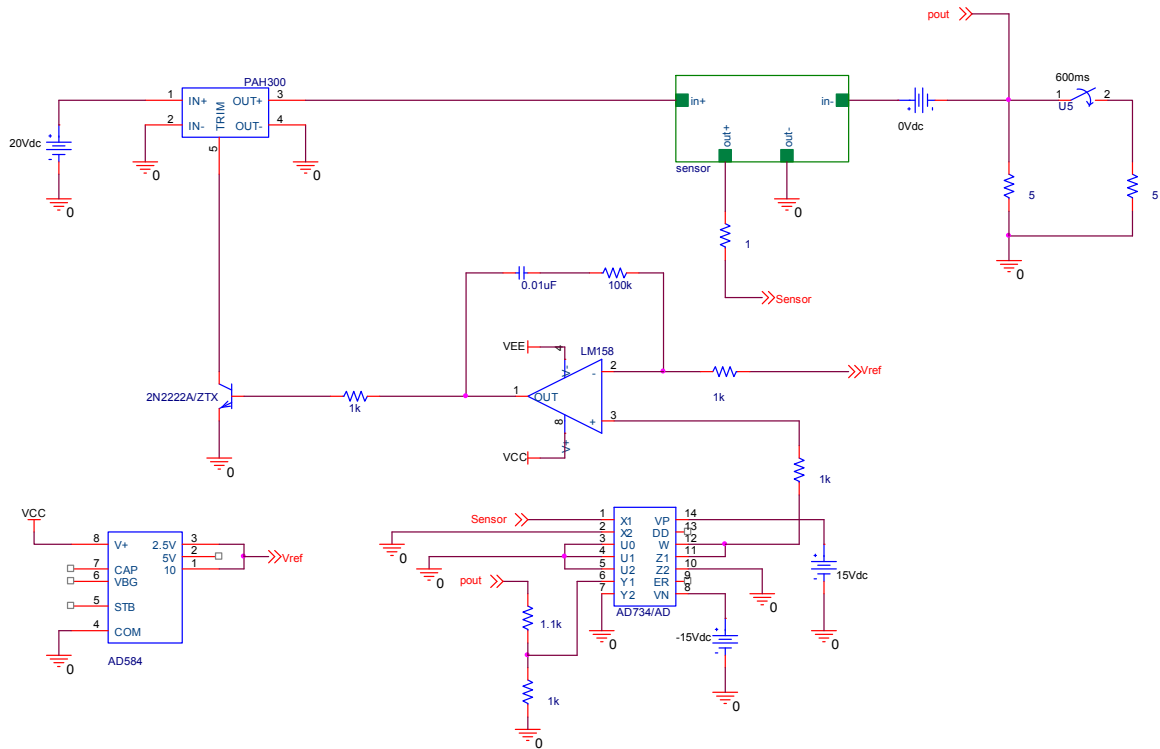 pout
PAH300
600ms
1 IN+ OUT+ 3
in+ in-
1 2
U5
2 IN- OUT- 4
TRIM
0Vdc
20Vdc
5
out+ out-
0 0
sensor
0
5 5
0
1
0
0.01uF 100k
Sensor
VEE 4 LM158
V-
2
-
Vref
1k
2N2222A/ZTX
1k
1 OUT
3
+
8
V+
VCC
0
1k
VCC
Sensor
1 X1 VP 14
2 X2 DD 13
3 U0 W 12
4 U1 Z1 11
5 U2 Z2 10
6 Y1 ER 9
7 Y2 VN 8
AD734/AD
0
0
pout
0
15Vdc
8 V+ 2.5V 3
5V 2
7 CAP 10 1
6 VBG
5 STB
4 COM
Vref
AD584
0
1.1k
0
-15Vdc
0
1k
0
0